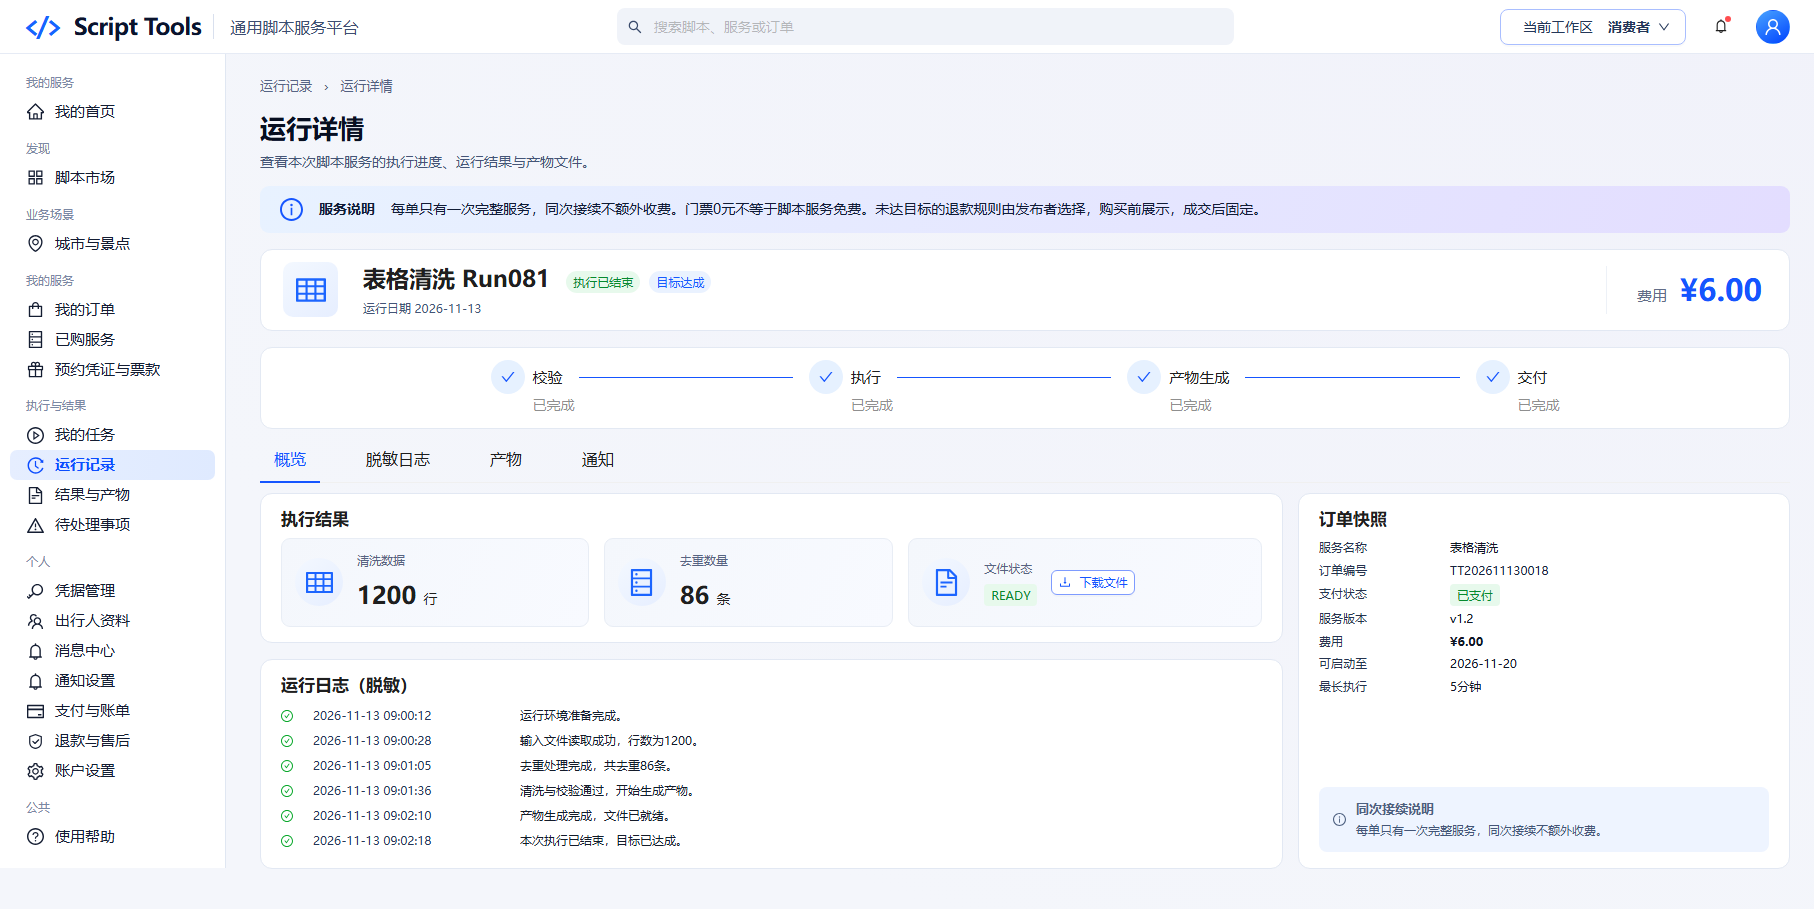 Script Tools 通用脚本服务平台 搜索脚本、服务或订单 当前工作区 消费者
我的服务
我的首页
发现
脚本市场
业务场景
城市与景点
我的服务
我的订单
已购服务
预约凭证与票款
执行与结果
我的任务
运行记录
结果与产物
待处理事项
个人
凭据管理
出行人资料
消息中心
通知设置
支付与账单
退款与售后
账户设置
公共
使用帮助
运行记录 › 运行详情
运行详情
查看本次脚本服务的执行进度、运行结果与产物文件。
服务说明 每单只有一次完整服务，同次接续不额外收费。门票0元不等于脚本服务免费。未达目标的退款规则由发布者选择，购买前展示，成交后固定。
表格清洗 Run081 执行已结束 目标达成
运行日期 2026-11-13
费用 ¥6.00
校验 执行 产物生成 交付
已完成 已完成 已完成 已完成
概览 脱敏日志 产物 通知
执行结果
清洗数据
1200 行
去重数量
86 条
文件状态
READY
下载文件
运行日志（脱敏）
2026-11-13 09:00:12 运行环境准备完成。
2026-11-13 09:00:28 输入文件读取成功，行数为1200。
2026-11-13 09:01:05 去重处理完成，共去重86条。
2026-11-13 09:01:36 清洗与校验通过，开始生成产物。
2026-11-13 09:02:10 产物生成完成，文件已就绪。
2026-11-13 09:02:18 本次执行已结束，目标已达成。
订单快照
服务名称 表格清洗
订单编号 TT202611130018
支付状态 已支付
服务版本 v1.2
费用 ¥6.00
可启动至 2026-11-20
最长执行 5分钟
同次接续说明
每单只有一次完整服务，同次接续不额外收费。